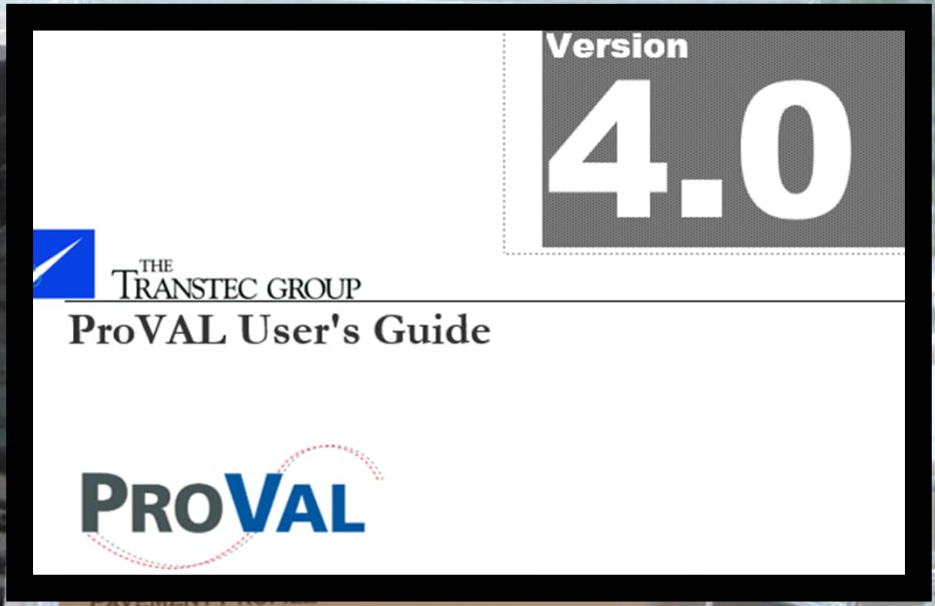 Version
4.0
THE
TRANSTEC GROUP
ProVAL User's Guide
PROVAL